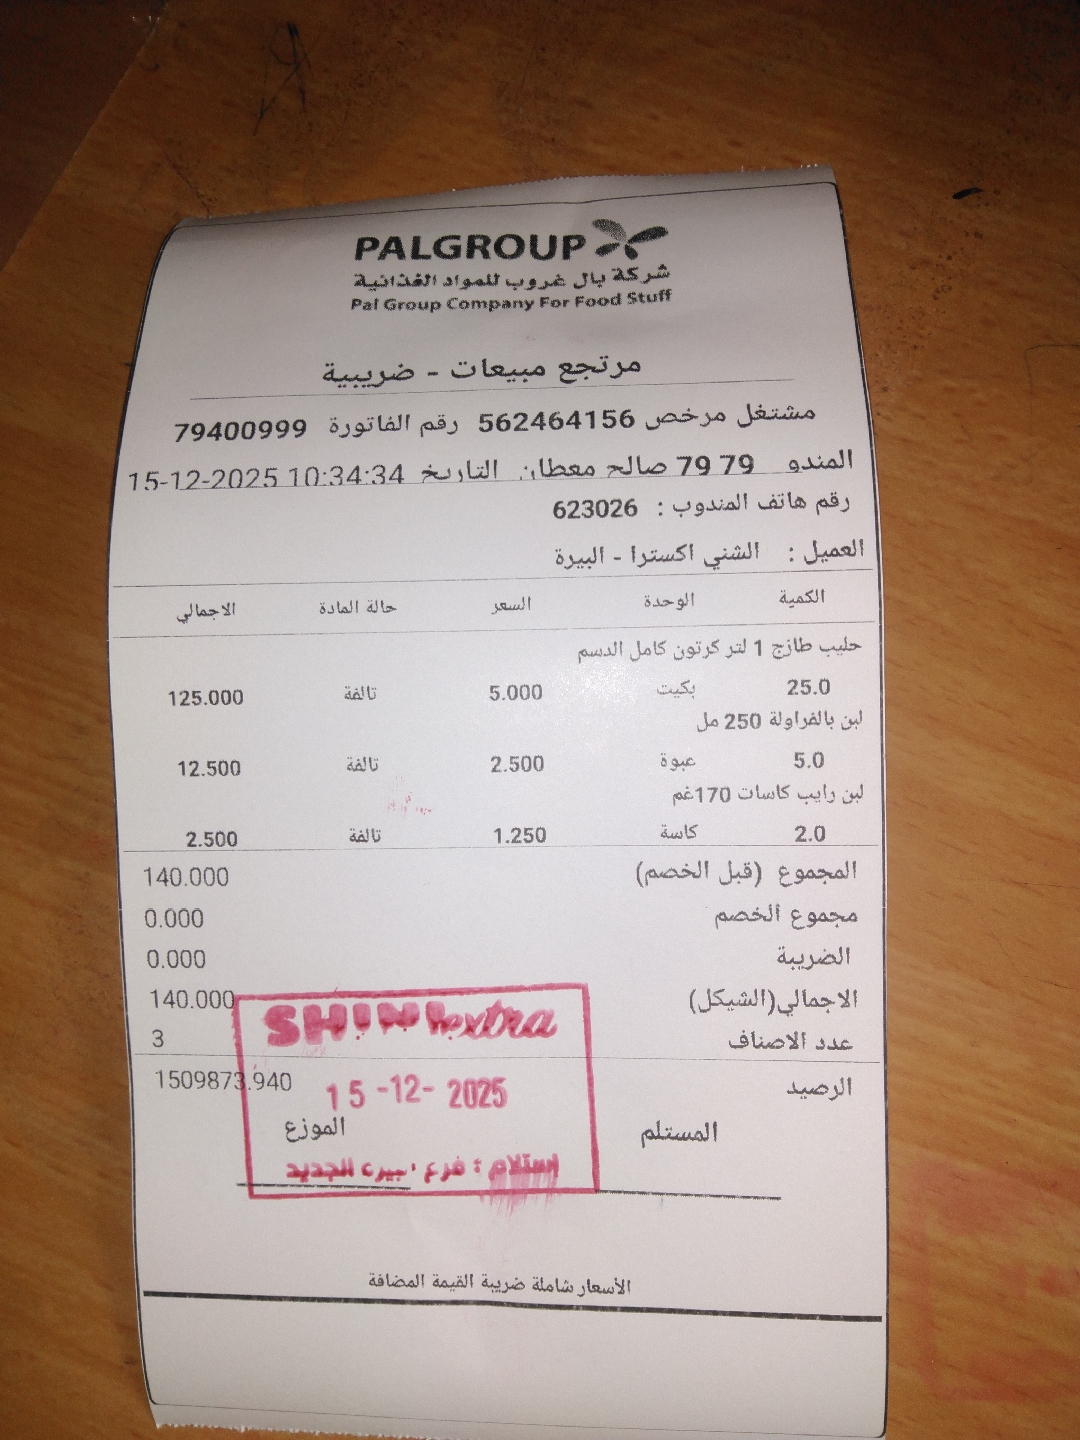 PALGROUP
شركة بال غروب للمواد الغذائية
Pal Group Company For Food Stuff
مرتجع مبيعات - ضريبية
مشتغل مرخص 562464156 رقم الفاتورة 79400999
المندو 79 79 صالح معطان التاريخ 15-12-2025 10:34:34
رقم هاتف المندوب : 623026
العميل : الشني اكسترا - البيرة
الكمية الوحدة السعر حالة المادة الاجمالي
حليب طازج 1 لتر كرتون كامل الدسم
25.0 بكيت 5.000 تالفة 125.000
لبن بالفراولة 250 مل
5.0 عبوة 2.500 تالفة 12.500
لبن رايب كاسات 170غم
2.0 كاسة 1.250 تالفة 2.500
المجموع (قبل الخصم) 140.000
مجموع الخصم 0.000
الضريبة 0.000
الاجمالي(الشيكل) 140.000
عدد الاصناف 3
الرصيد 1509873.940
SHINI extra
15 -12- 2025
المستلم الموزع
إستلام : فرع بيره الجديد
الأسعار شاملة ضريبة القيمة المضافة